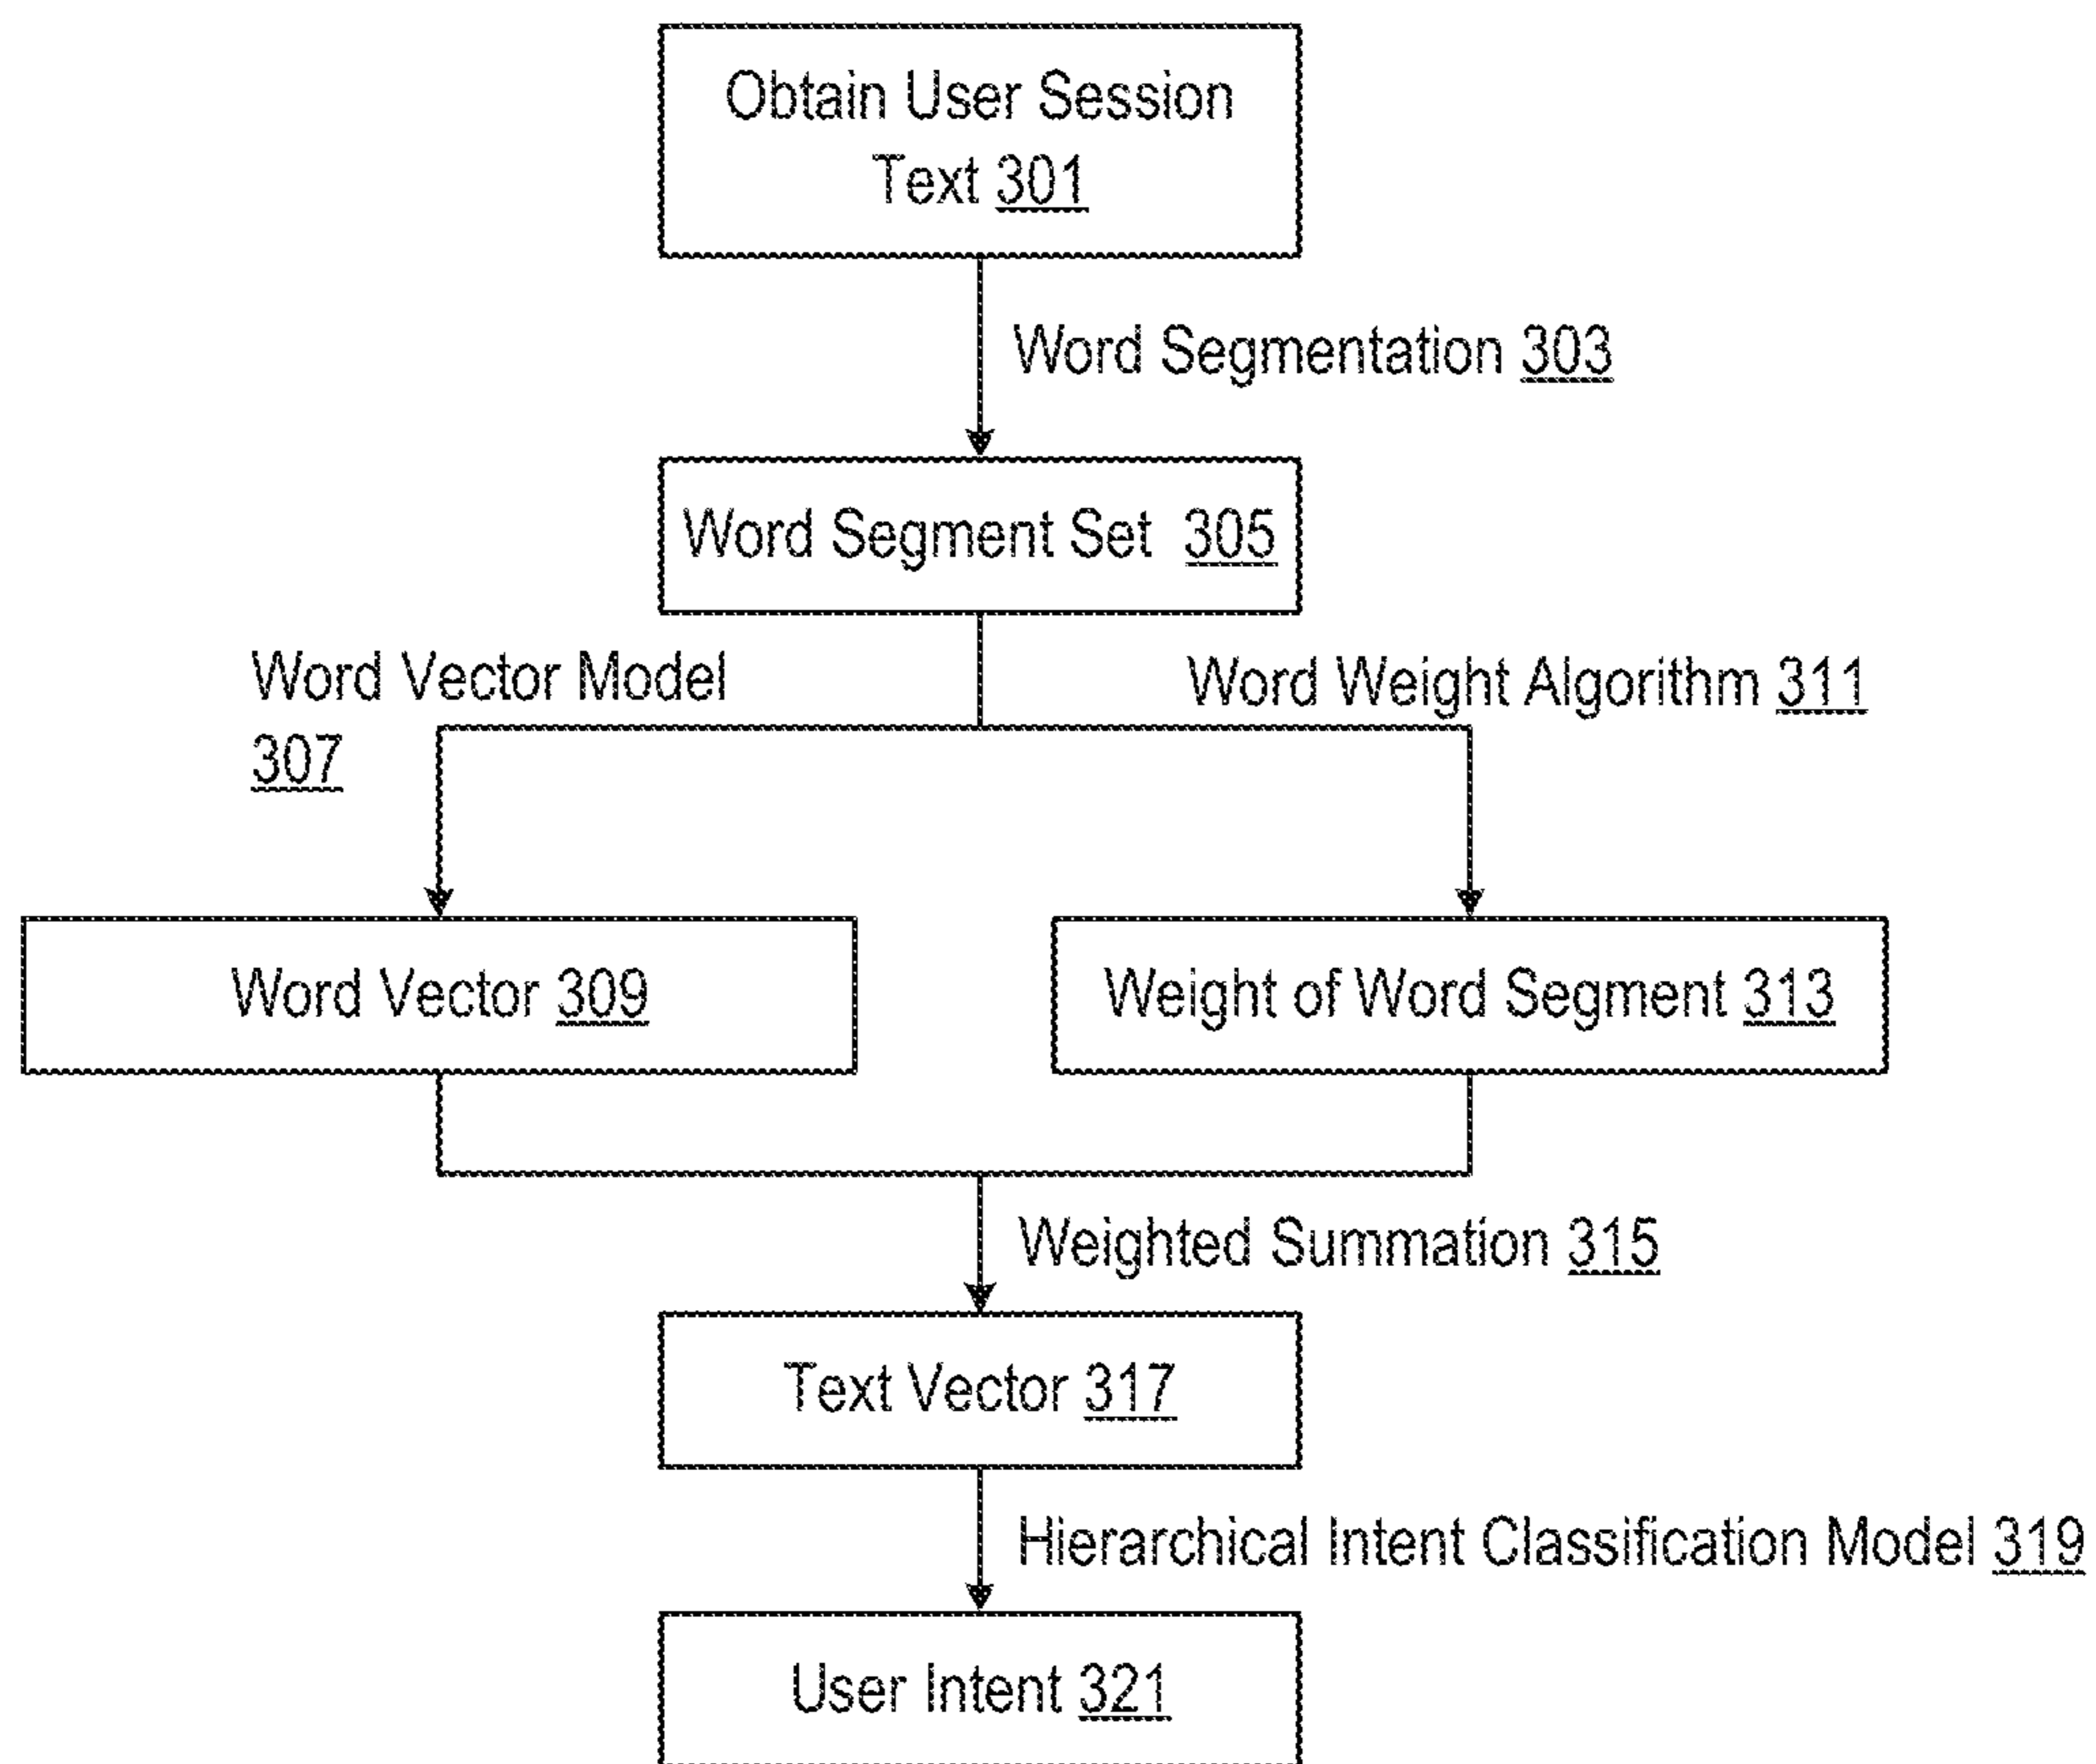 Obtain User Session
Text 301
Word Segmentation 303
Word Segment Set 305
Word Vector Model
307
Word Weight Algorithm 311
Word Vector 309
Weight of Word Segment 313
Weighted Summation 315
Text Vector 317
Hierarchical Intent Classification Model 319
User Intent 321